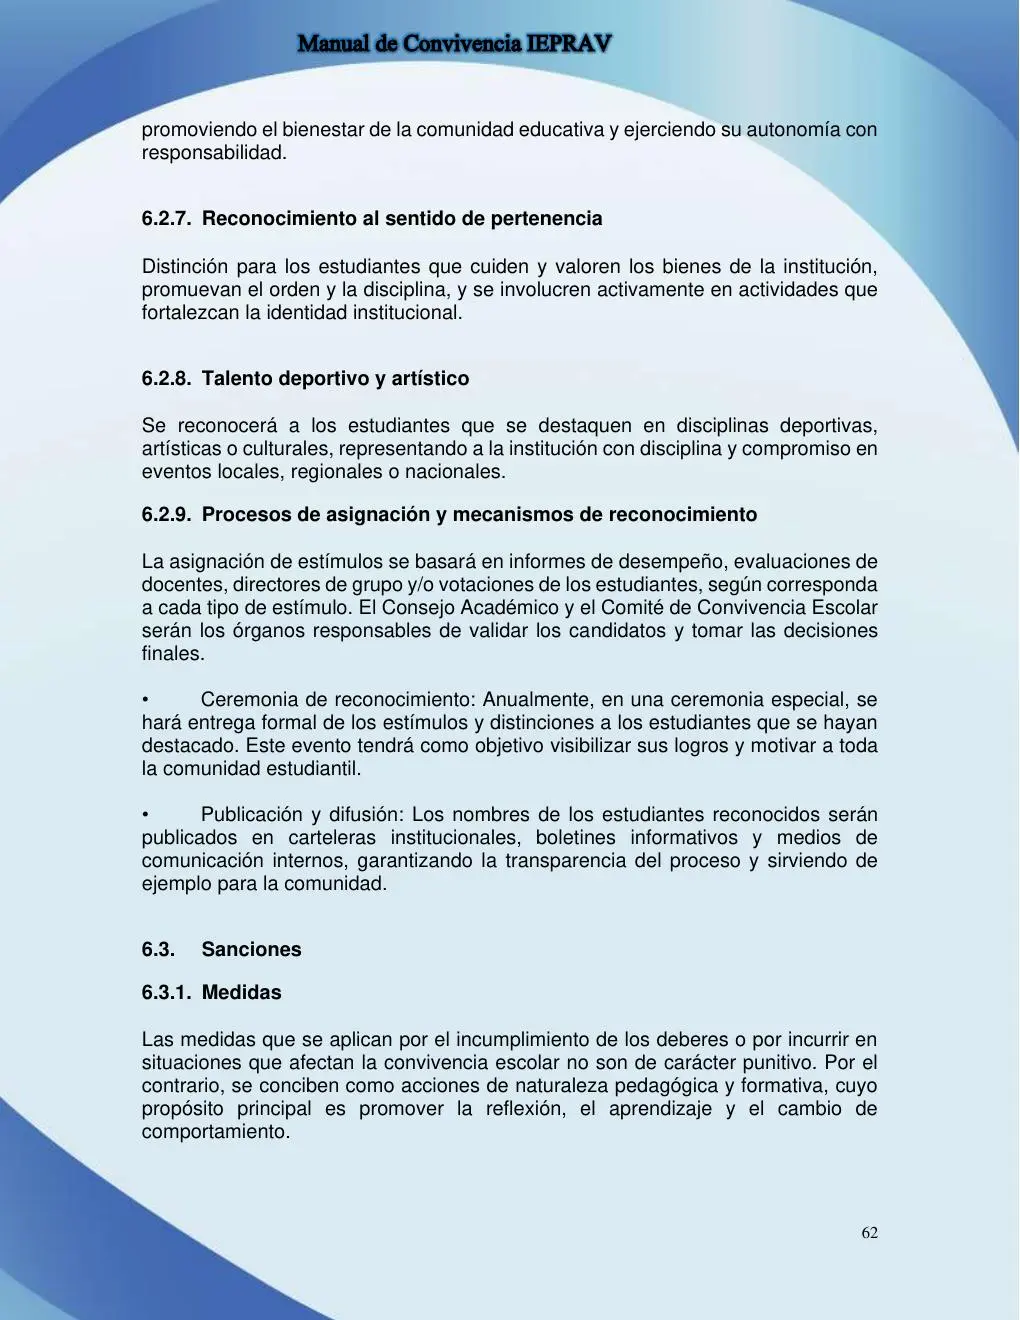 Manual de Convivencia IEPRAV
promoviendo el bienestar de la comunidad educativa y ejerciendo su autonomía con
responsabilidad.
6.2.7. Reconocimiento al sentido de pertenencia
Distinción para los estudiantes que cuiden y valoren los bienes de la institución,
promuevan el orden y la disciplina, y se involucren activamente en actividades que
fortalezcan la identidad institucional.
6.2.8. Talento deportivo y artístico
Se reconocerá a los estudiantes que se destaquen en disciplinas deportivas,
artísticas o culturales, representando a la institución con disciplina y compromiso en
eventos locales, regionales o nacionales.
6.2.9. Procesos de asignación y mecanismos de reconocimiento
La asignación de estímulos se basará en informes de desempeño, evaluaciones de
docentes, directores de grupo y/o votaciones de los estudiantes, según corresponda
a cada tipo de estímulo. El Consejo Académico y el Comité de Convivencia Escolar
serán los órganos responsables de validar los candidatos y tomar las decisiones
finales.
• Ceremonia de reconocimiento: Anualmente, en una ceremonia especial, se
hará entrega formal de los estímulos y distinciones a los estudiantes que se hayan
destacado. Este evento tendrá como objetivo visibilizar sus logros y motivar a toda
la comunidad estudiantil.
• Publicación y difusión: Los nombres de los estudiantes reconocidos serán
publicados en carteleras institucionales, boletines informativos y medios de
comunicación internos, garantizando la transparencia del proceso y sirviendo de
ejemplo para la comunidad.
6.3. Sanciones
6.3.1. Medidas
Las medidas que se aplican por el incumplimiento de los deberes o por incurrir en
situaciones que afectan la convivencia escolar no son de carácter punitivo. Por el
contrario, se conciben como acciones de naturaleza pedagógica y formativa, cuyo
propósito principal es promover la reflexión, el aprendizaje y el cambio de
comportamiento.
62